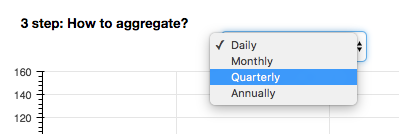 3 step: How to aggregate?
✓ Daily
Monthly
Quarterly
Annually
160
140
120